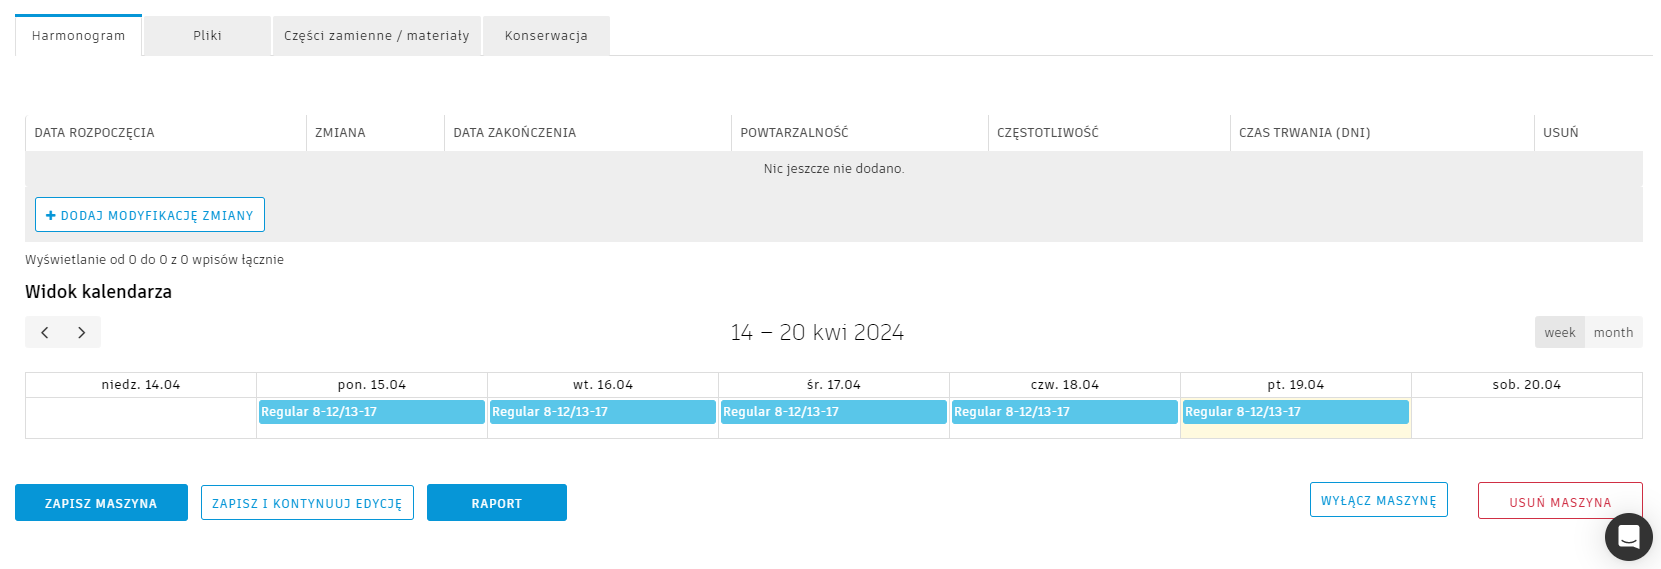 Harmonogram
Pliki
Części zamienne / materiały
Konserwacja
DATA ROZPOCZĘCIA
ZMIANA
DATA ZAKOŃCZENIA
POWTARZALNOŚĆ
CZĘSTOTLIWOŚĆ
CZAS TRWANIA (DNI)
USUŃ
Nic jeszcze nie dodano.
+ DODAJ MODYFIKACJĘ ZMIANY
Wyświetlanie od 0 do 0 z 0 wpisów łącznie
Widok kalendarza
14 – 20 kwi 2024
week
month
niedz. 14.04
pon. 15.04
wt. 16.04
śr. 17.04
czw. 18.04
pt. 19.04
sob. 20.04
Regular 8-12/13-17
Regular 8-12/13-17
Regular 8-12/13-17
Regular 8-12/13-17
Regular 8-12/13-17
ZAPISZ MASZYNA
ZAPISZ I KONTYNUUJ EDYCJĘ
RAPORT
WYŁĄCZ MASZYNĘ
USUŃ MASZYNA